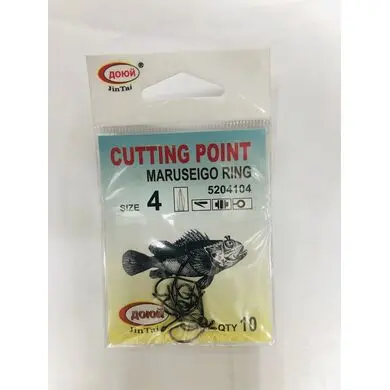 ДОЮЙ ®
JinTai
CUTTING POINT
MARUSEIGO RING
5204104
SIZE 4
ДОЮЙ
JinTai
QTY 10